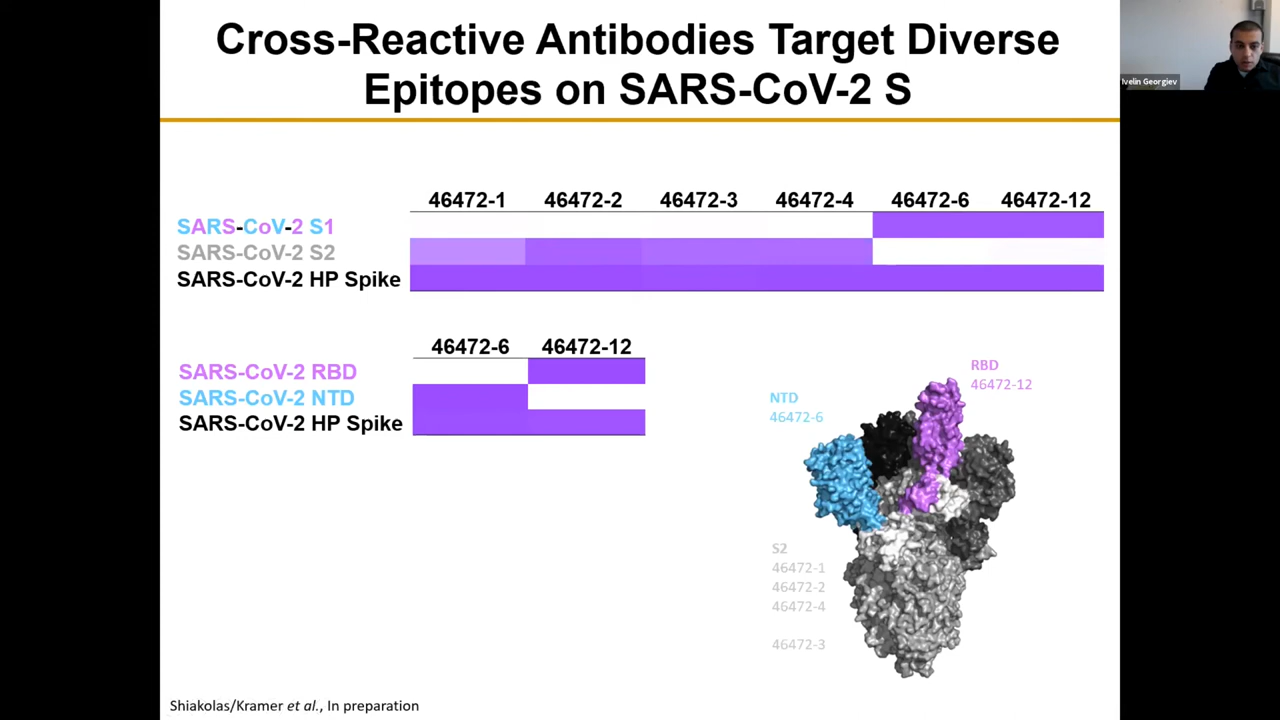 Cross-Reactive Antibodies Target Diverse
Epitopes on SARS-CoV-2 S
Ivelin Georgiev
46472-1 46472-2 46472-3 46472-4 46472-6 46472-12
SARS-CoV-2 S1
SARS-CoV-2 S2
SARS-CoV-2 HP Spike
46472-6 46472-12
SARS-CoV-2 RBD
SARS-CoV-2 NTD
SARS-CoV-2 HP Spike
RBD
46472-12
NTD
46472-6
S2
46472-1
46472-2
46472-4
46472-3
Shiakolas/Kramer et al., In preparation